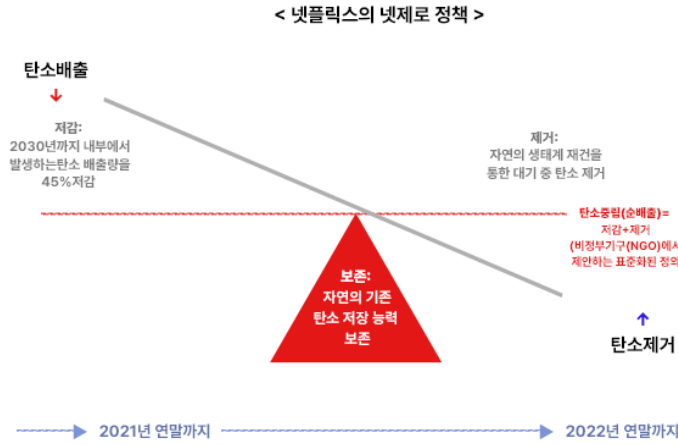 < 넷플릭스의 넷제로 정책 >
탄소배출
저감:
2030년까지 내부에서
발생하는탄소 배출량을
45%저감
제거:
자연의 생태계 재건을
통한 대기 중 탄소 제거
탄소중립(순배출)=
저감+제거
(비정부기구(NGO)에서
제안하는 표준화된 정의
보존:
자연의 기존
탄소 저장 능력
보존
탄소제거
2021년 연말까지
2022년 연말까지